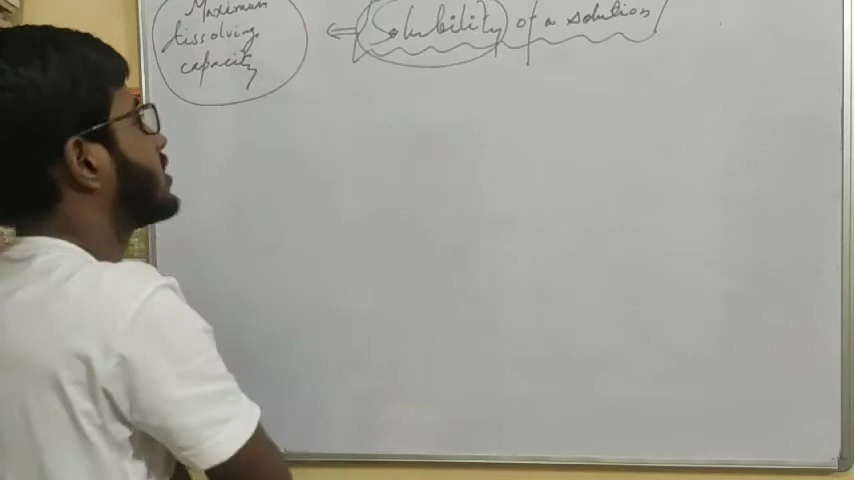 Maximum
dissolving
capacity
⇐ Solubility of a solution